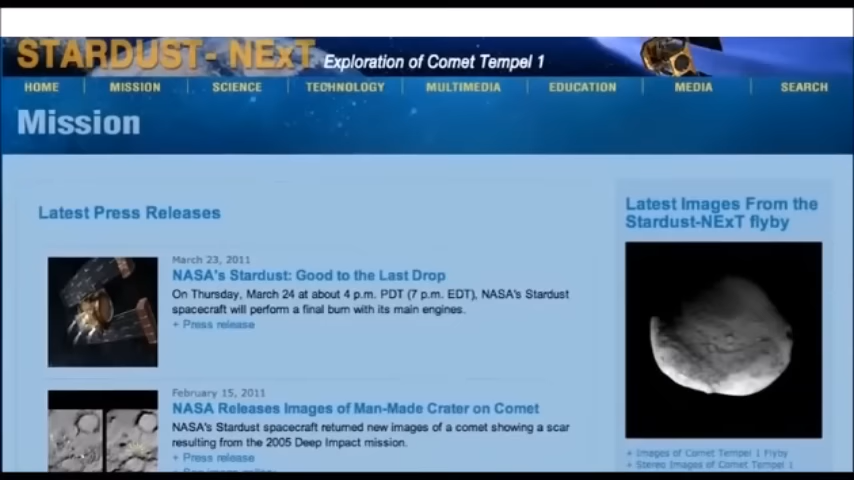 STARDUST- NExT Exploration of Comet Tempel 1
HOME MISSION SCIENCE TECHNOLOGY MULTIMEDIA EDUCATION MEDIA SEARCH
Mission
Latest Press Releases
March 23, 2011
NASA's Stardust: Good to the Last Drop
On Thursday, March 24 at about 4 p.m. PDT (7 p.m. EDT), NASA's Stardust
spacecraft will perform a final burn with its main engines.
+ Press release
February 15, 2011
NASA Releases Images of Man-Made Crater on Comet
NASA's Stardust spacecraft returned new images of a comet showing a scar
resulting from the 2005 Deep Impact mission.
+ Press release
Latest Images From the
Stardust-NExT flyby
+ Images of Comet Tempel 1 Flyby
+ Stereo Images of Comet Tempel 1